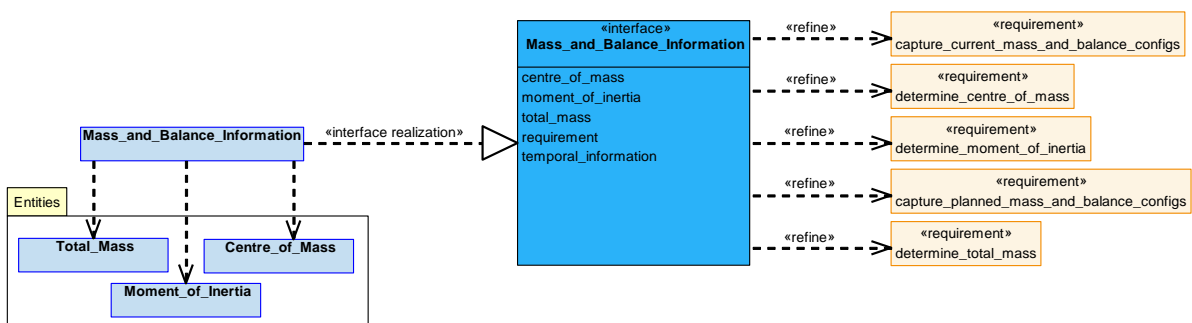 «interface»
Mass_and_Balance_Information
centre_of_mass
moment_of_inertia
total_mass
requirement
temporal_information
«refine»
«requirement»
capture_current_mass_and_balance_configs
«refine»
«requirement»
determine_centre_of_mass
«refine»
«requirement»
determine_moment_of_inertia
«refine»
«requirement»
capture_planned_mass_and_balance_configs
«refine»
«requirement»
determine_total_mass
Mass_and_Balance_Information
«interface realization»
Entities
Total_Mass
Centre_of_Mass
Moment_of_Inertia